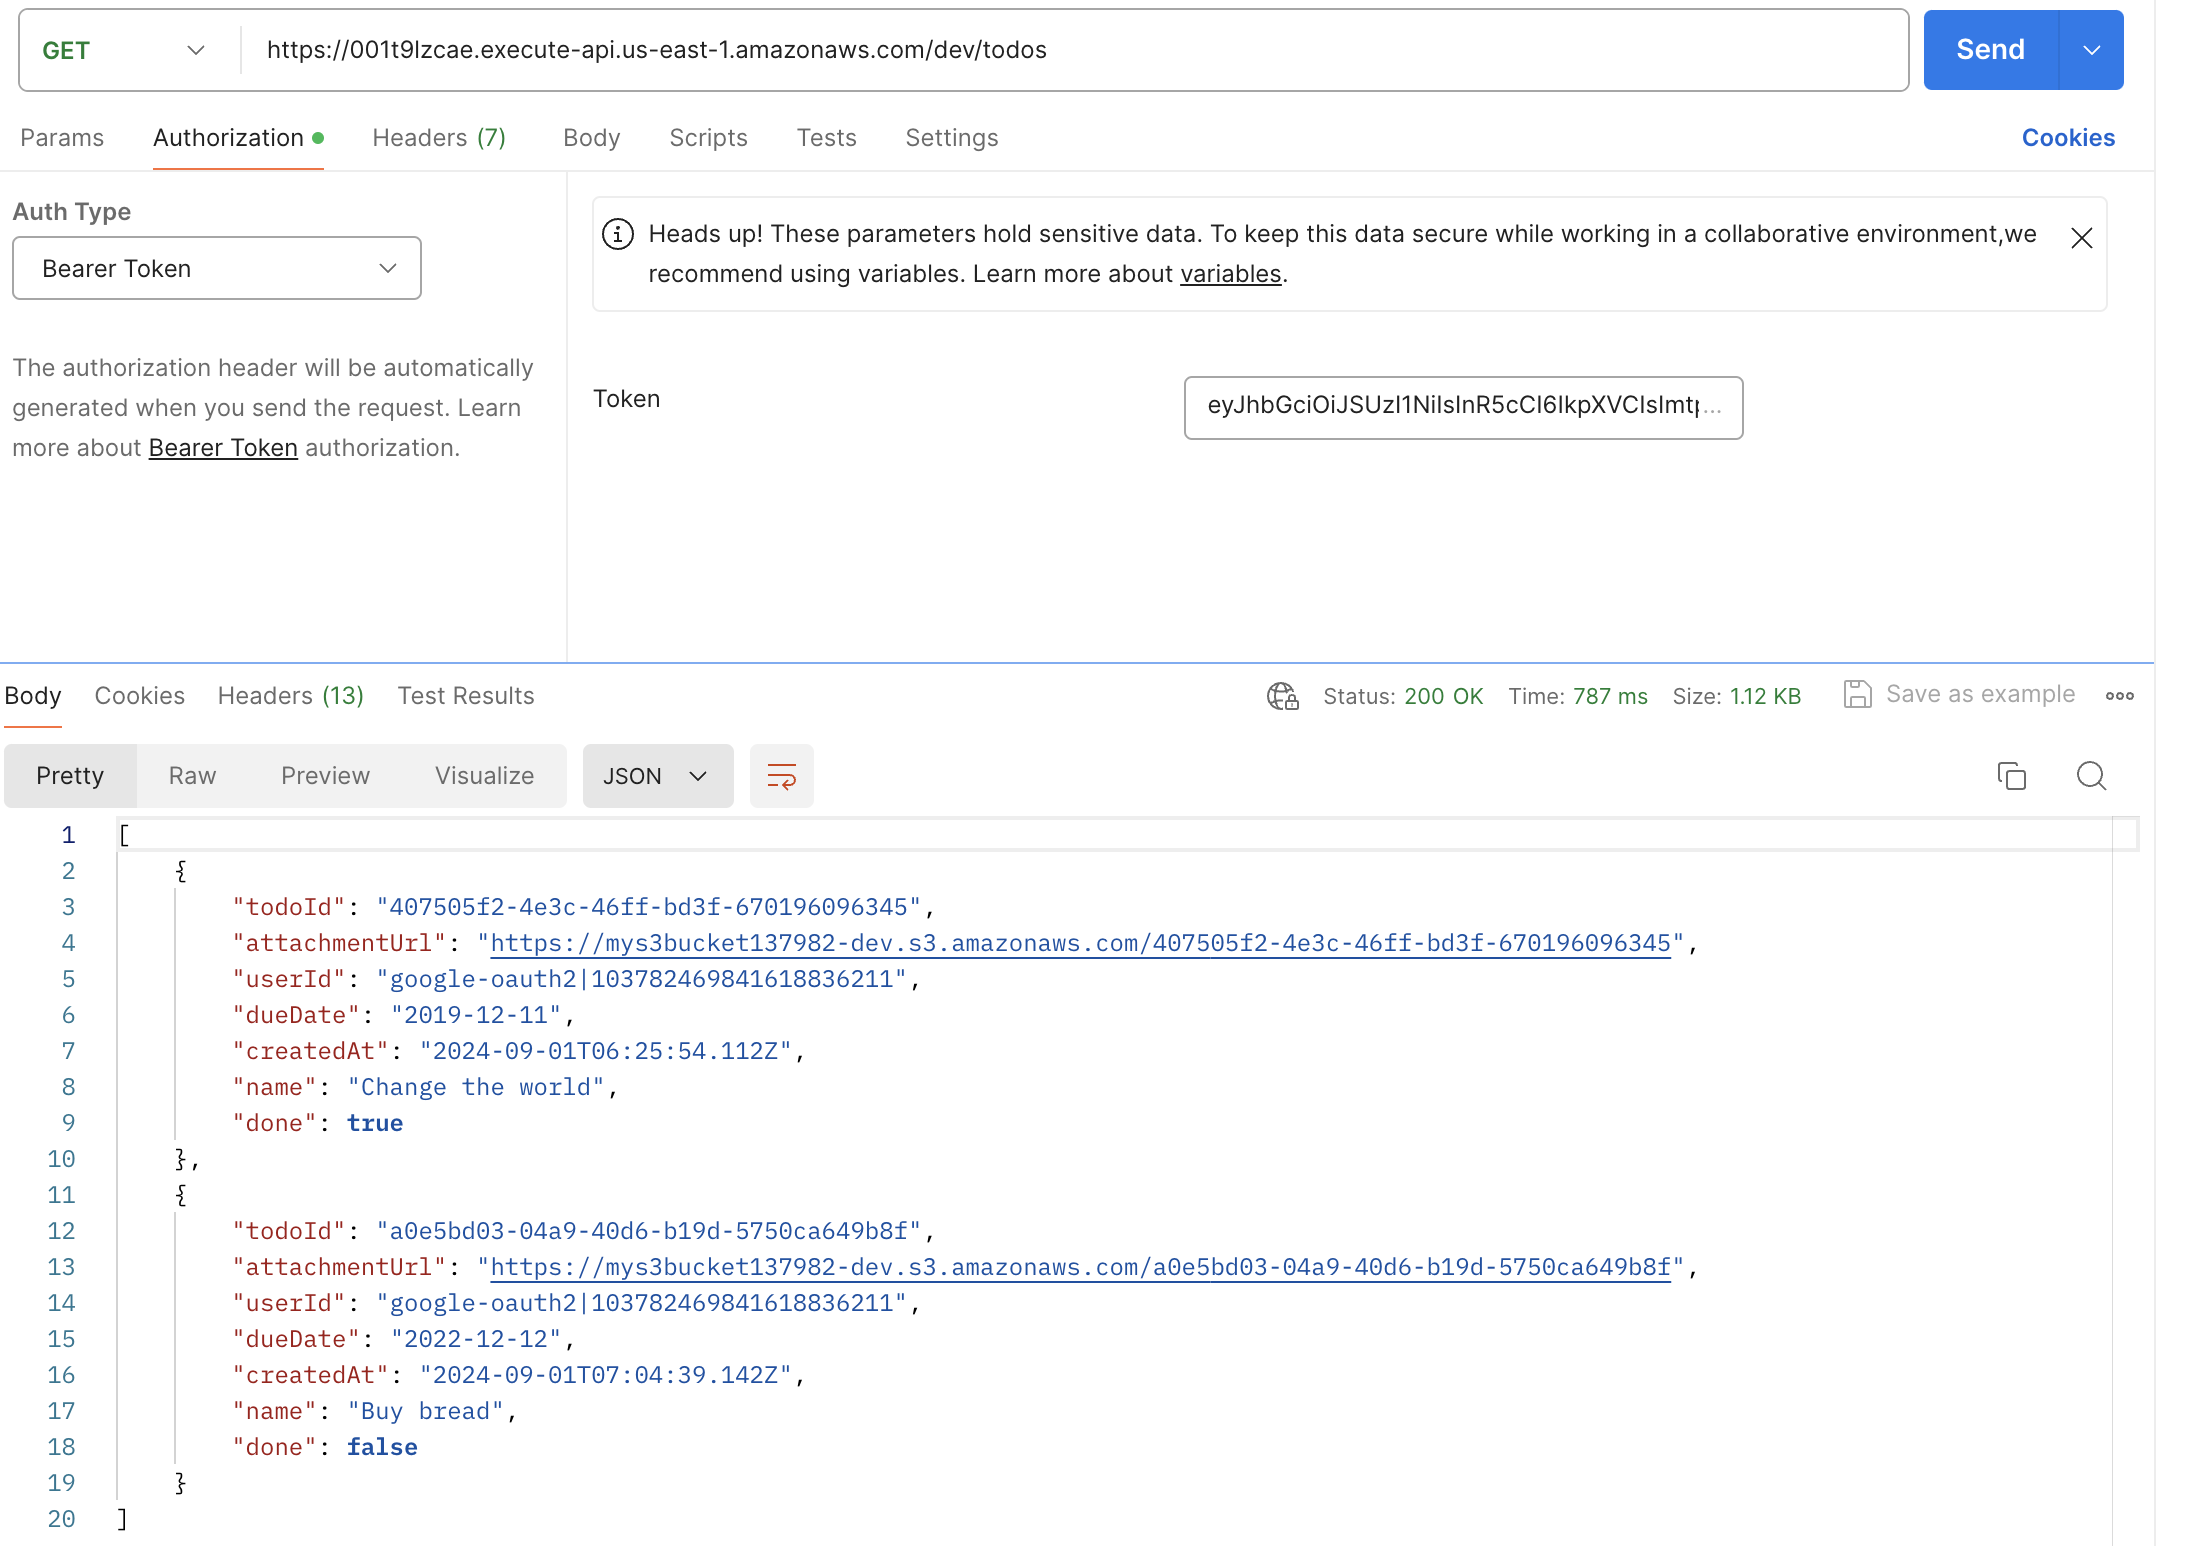 GET https://001t9lzcae.execute-api.us-east-1.amazonaws.com/dev/todos Send
Params Authorization Headers (7) Body Scripts Tests Settings Cookies
Auth Type
Bearer Token
The authorization header will be automatically
generated when you send the request. Learn
more about Bearer Token authorization.
Heads up! These parameters hold sensitive data. To keep this data secure while working in a collaborative environment,we
recommend using variables. Learn more about variables.
Token eyJhbGciOiJSUzI1NiIsInR5cCI6IkpXVCIsImtp...
Body Cookies Headers (13) Test Results Status: 200 OK Time: 787 ms Size: 1.12 KB Save as example
Pretty Raw Preview Visualize JSON
1 [
2 {
3 "todoId": "407505f2-4e3c-46ff-bd3f-670196096345",
4 "attachmentUrl": "https://mys3bucket137982-dev.s3.amazonaws.com/407505f2-4e3c-46ff-bd3f-670196096345",
5 "userId": "google-oauth2|103782469841618836211",
6 "dueDate": "2019-12-11",
7 "createdAt": "2024-09-01T06:25:54.112Z",
8 "name": "Change the world",
9 "done": true
10 },
11 {
12 "todoId": "a0e5bd03-04a9-40d6-b19d-5750ca649b8f",
13 "attachmentUrl": "https://mys3bucket137982-dev.s3.amazonaws.com/a0e5bd03-04a9-40d6-b19d-5750ca649b8f",
14 "userId": "google-oauth2|103782469841618836211",
15 "dueDate": "2022-12-12",
16 "createdAt": "2024-09-01T07:04:39.142Z",
17 "name": "Buy bread",
18 "done": false
19 }
20 ]